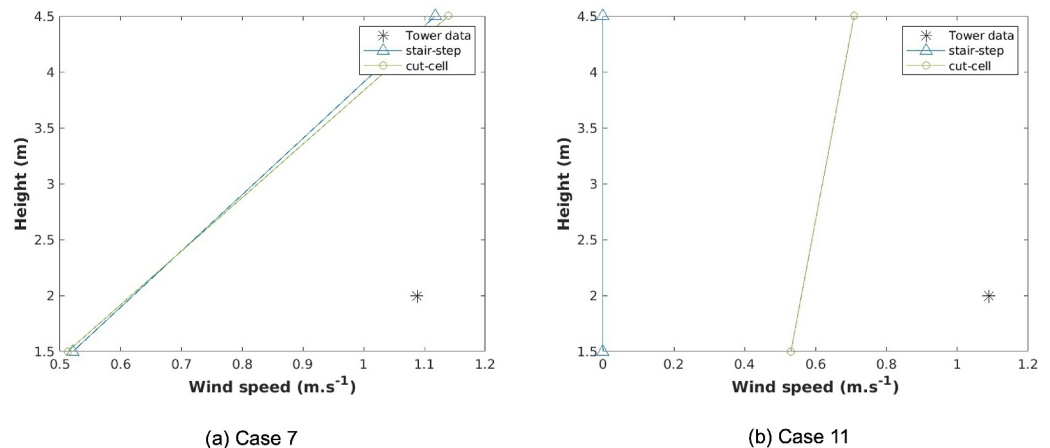 4.5
4
3.5
3
2.5
2
1.5
Height (m)
Tower data
stair-step
cut-cell
0.5 0.6 0.7 0.8 0.9 1 1.1 1.2
Wind speed (m.s-1)
(a) Case 7
4.5
4
3.5
3
2.5
2
1.5
Height (m)
Tower data
stair-step
cut-cell
0 0.2 0.4 0.6 0.8 1 1.2
Wind speed (m.s-1)
(b) Case 11